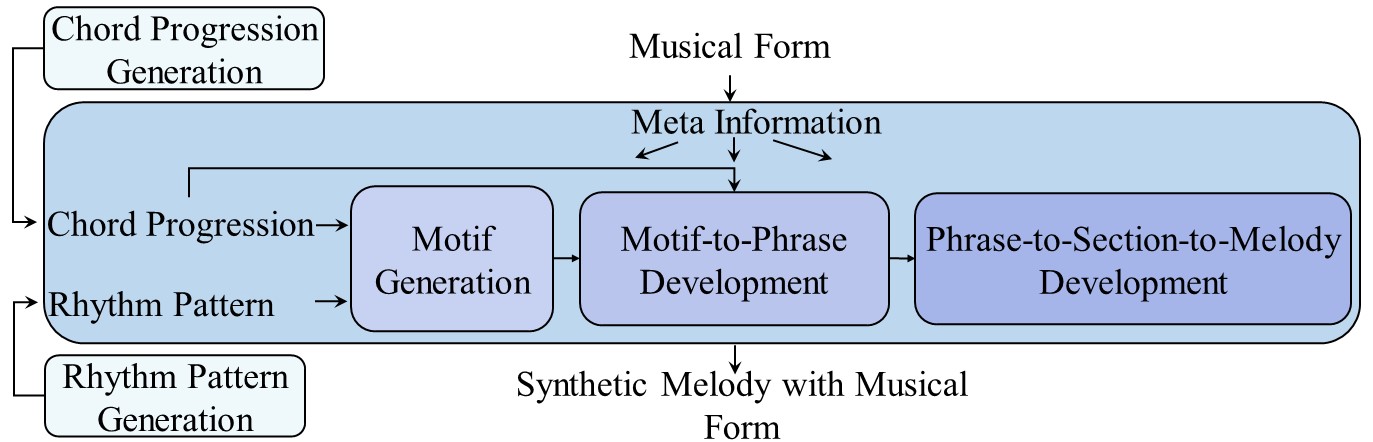 Chord Progression
Generation
Musical Form
Meta Information
Chord Progression
Rhythm Pattern
Motif
Generation
Motif-to-Phrase
Development
Phrase-to-Section-to-Melody
Development
Rhythm Pattern
Generation
Synthetic Melody with Musical
Form